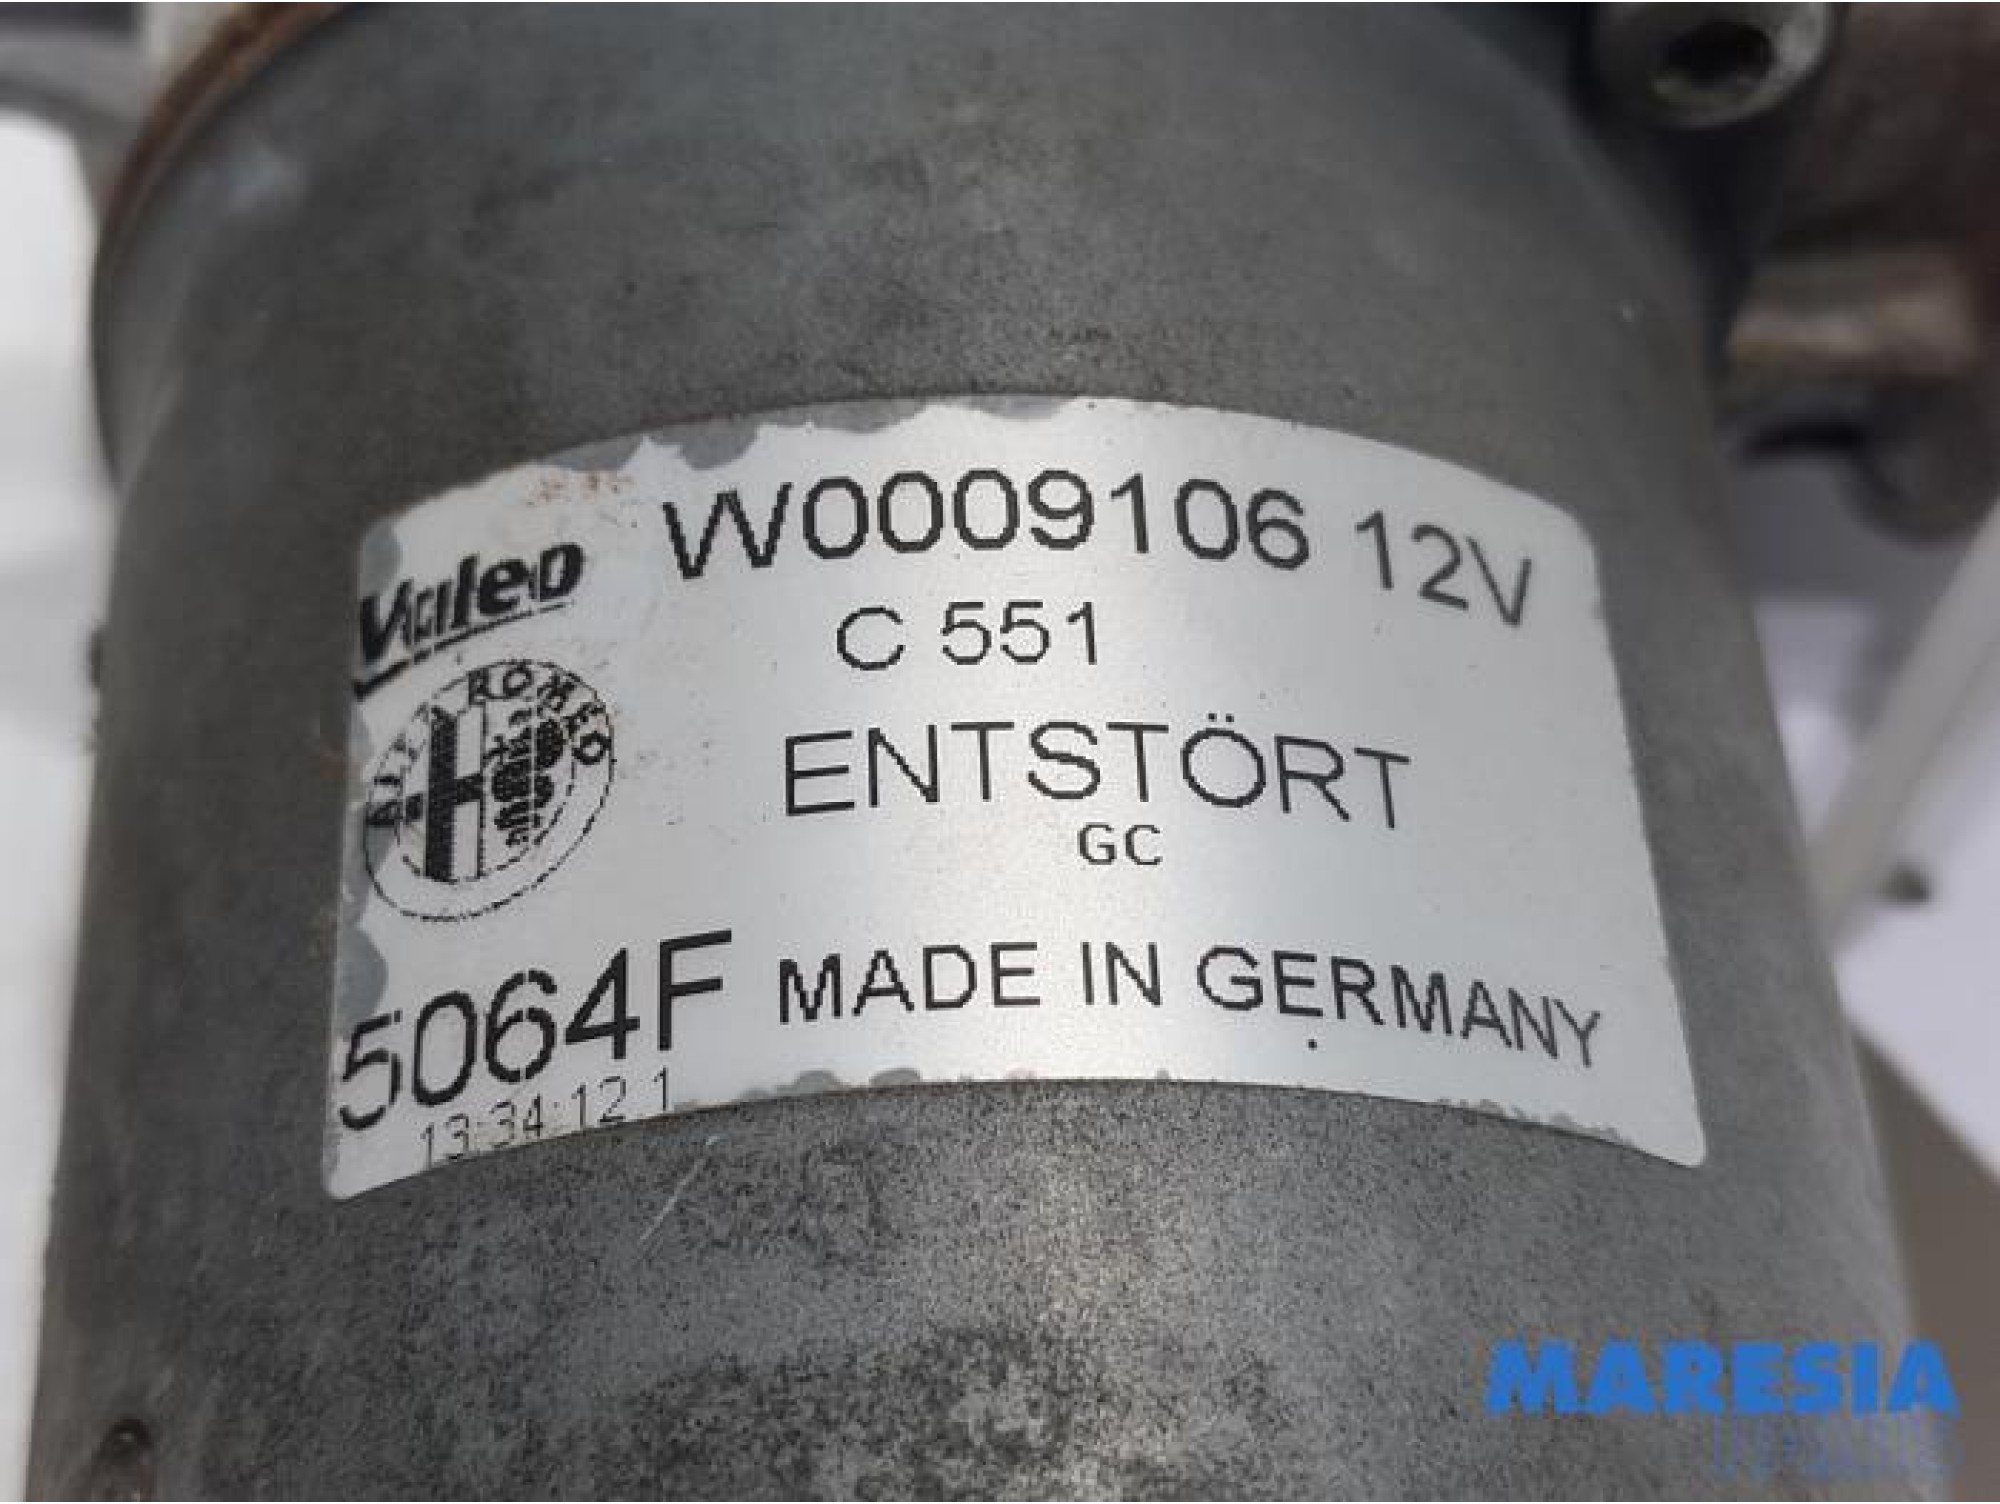 Valeo W0009106 12V
C 551
ALFA ROMEO
ENTSTÖRT
GC
5064F MADE IN GERMANY
13:34:12 1
MARESIA